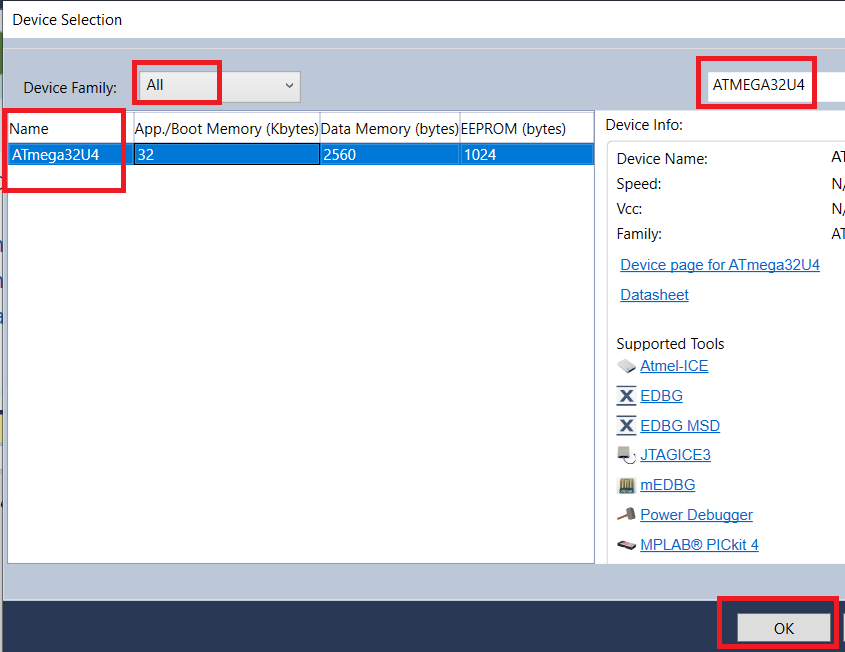 Device Selection
Device Family: All ATMEGA32U4
Name App./Boot Memory (Kbytes) Data Memory (bytes) EEPROM (bytes)
ATmega32U4 32 2560 1024
Device Info:
Device Name: AT
Speed: N/
Vcc: N/
Family: AT
Device page for ATmega32U4
Datasheet
Supported Tools
Atmel-ICE
EDBG
EDBG MSD
JTAGICE3
mEDBG
Power Debugger
MPLAB® PICkit 4
OK